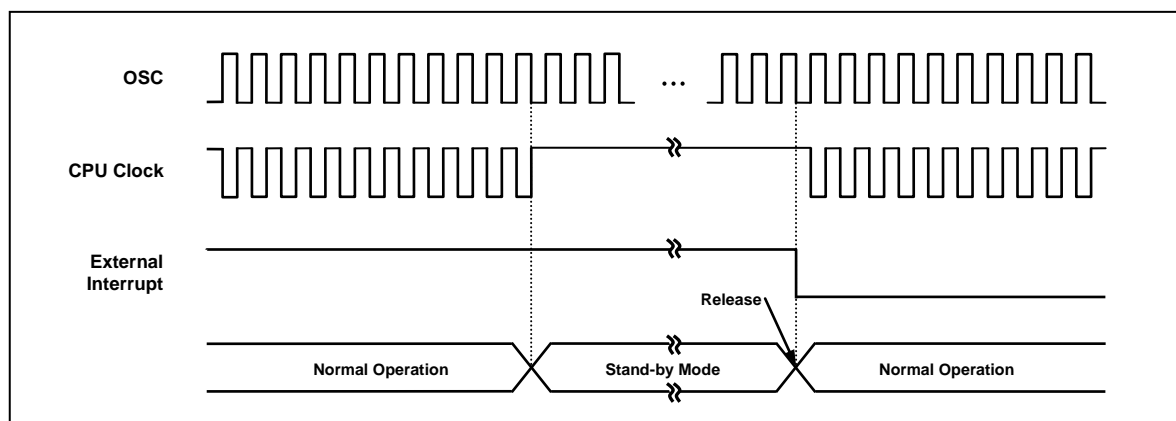 OSC
...
CPU Clock
External
Interrupt
Release
Normal Operation
Stand-by Mode
Normal Operation